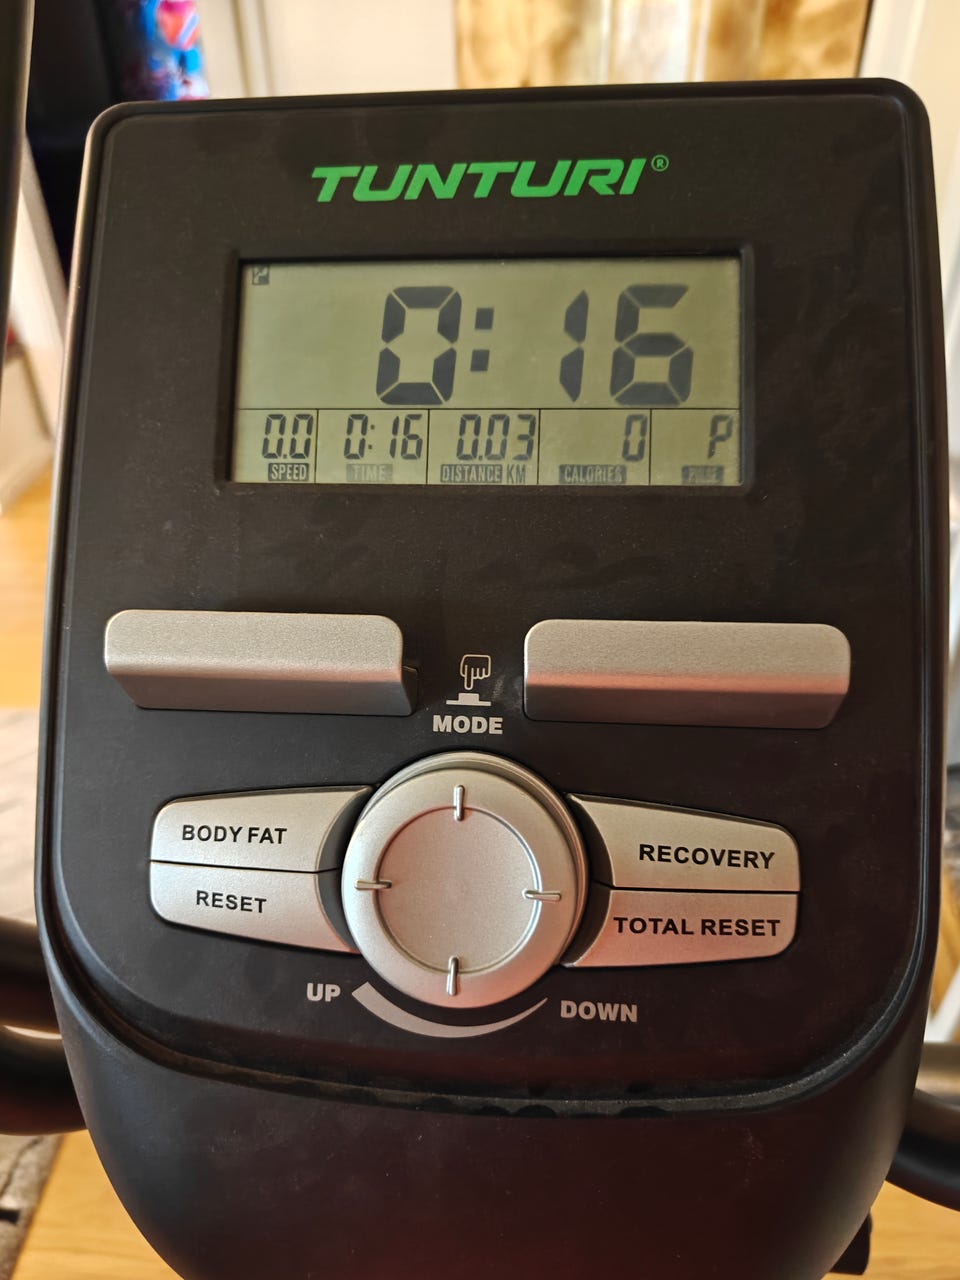 TUNTURI®
0:16
0.0 0:16 0.03 0 P
SPEED TIME DISTANCE KM CALORIES PULSE
MODE
BODY FAT
RESET
RECOVERY
TOTAL RESET
UP DOWN